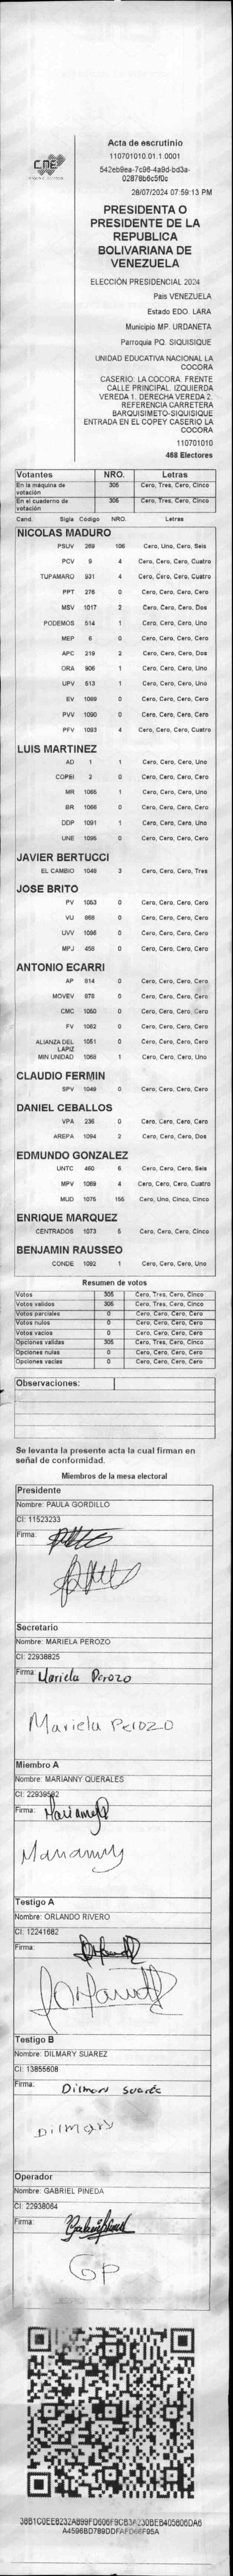 CNE
Acta de escrutinio
110701010.01.1.0001
542eb9ea-7c96-4a9d-bd3a-
02878b6c5f0c
28/07/2024 07:59:13 PM
PRESIDENTA O
PRESIDENTE DE LA
REPUBLICA
BOLIVARIANA DE
VENEZUELA
ELECCIÓN PRESIDENCIAL 2024
Pais VENEZUELA
Estado EDO. LARA
Municipio MP. URDANETA
Parroquia PQ. SIQUISIQUE
UNIDAD EDUCATIVA NACIONAL LA
COCORA
CASERIO: LA COCORA. FRENTE
CALLE PRINCIPAL. IZQUIERDA
VEREDA 1. DERECHA VEREDA 2.
REFERENCIA CARRETERA
BARQUISIMETO-SIQUISIQUE
ENTRADA EN EL COPEY CASERIO LA
COCORA
110701010
468 Electores
Votantes NRO. Letras
En la máquina de votación 305 Cero, Tres, Cero, Cinco
En el cuaderno de votación 305 Cero, Tres, Cero, Cinco
Cand. Sigla Código NRO. Letras
NICOLAS MADURO
PSUV 269 106 Cero, Uno, Cero, Seis
PCV 9 4 Cero, Cero, Cero, Cuatro
TUPAMARO 931 4 Cero, Cero, Cero, Cuatro
PPT 276 0 Cero, Cero, Cero, Cero
MSV 1017 2 Cero, Cero, Cero, Dos
PODEMOS 514 1 Cero, Cero, Cero, Uno
MEP 6 0 Cero, Cero, Cero, Cero
APC 219 2 Cero, Cero, Cero, Dos
ORA 906 1 Cero, Cero, Cero, Uno
UPV 613 1 Cero, Cero, Cero, Uno
EV 1089 0 Cero, Cero, Cero, Cero
PVV 1090 0 Cero, Cero, Cero, Cero
PFV 1093 4 Cero, Cero, Cero, Cuatro
LUIS MARTINEZ
AD 1 1 Cero, Cero, Cero, Uno
COPEI 2 0 Cero, Cero, Cero, Cero
MR 1065 1 Cero, Cero, Cero, Uno
BR 1066 0 Cero, Cero, Cero, Cero
DDP 1091 1 Cero, Cero, Cero, Uno
UNE 1095 0 Cero, Cero, Cero, Cero
JAVIER BERTUCCI
EL CAMBIO 1048 3 Cero, Cero, Cero, Tres
JOSE BRITO
PV 1053 0 Cero, Cero, Cero, Cero
VU 868 0 Cero, Cero, Cero, Cero
UVV 1096 0 Cero, Cero, Cero, Cero
MPJ 456 0 Cero, Cero, Cero, Cero
ANTONIO ECARRI
AP 814 0 Cero, Cero, Cero, Cero
MOVEV 878 0 Cero, Cero, Cero, Cero
CMC 1050 0 Cero, Cero, Cero, Cero
FV 1062 0 Cero, Cero, Cero, Cero
ALIANZA DEL LAPIZ 1051 0 Cero, Cero, Cero, Cero
MIN UNIDAD 1068 1 Cero, Cero, Cero, Uno
CLAUDIO FERMIN
SPV 1049 0 Cero, Cero, Cero, Cero
DANIEL CEBALLOS
VPA 236 0 Cero, Cero, Cero, Cero
AREPA 1094 2 Cero, Cero, Cero, Dos
EDMUNDO GONZALEZ
UNTC 460 6 Cero, Cero, Cero, Seis
MPV 1069 4 Cero, Cero, Cero, Cuatro
MUD 1075 155 Cero, Uno, Cinco, Cinco
ENRIQUE MARQUEZ
CENTRADOS 1073 5 Cero, Cero, Cero, Cinco
BENJAMIN RAUSSEO
CONDE 1092 1 Cero, Cero, Cero, Uno
Resumen de votos
Votos 305 Cero, Tres, Cero, Cinco
Votos validos 305 Cero, Tres, Cero, Cinco
Votos parciales 0 Cero, Cero, Cero, Cero
Votos nulos 0 Cero, Cero, Cero, Cero
Votos vacios 0 Cero, Cero, Cero, Cero
Opciones validas 305 Cero, Tres, Cero, Cinco
Opciones nulas 0 Cero, Cero, Cero, Cero
Opciones vacias 0 Cero, Cero, Cero, Cero
Observaciones:
Se levanta la presente acta la cual firman en
señal de conformidad.
Miembros de la mesa electoral
Presidente
Nombre: PAULA GORDILLO
CI: 11523233
Firma:
Secretario
Nombre: MARIELA PEROZO
CI: 22938825
Firma: Mariela Perozo
Mariela Perozo
Miembro A
Nombre: MARIANNY QUERALES
CI: 22939582
Firma:
Testigo A
Nombre: ORLANDO RIVERO
CI: 12241682
Firma:
Testigo B
Nombre: DILMARY SUAREZ
CI: 13855608
Firma:
Operador
Nombre: GABRIEL PINEDA
CI: 22938064
Firma:
GP